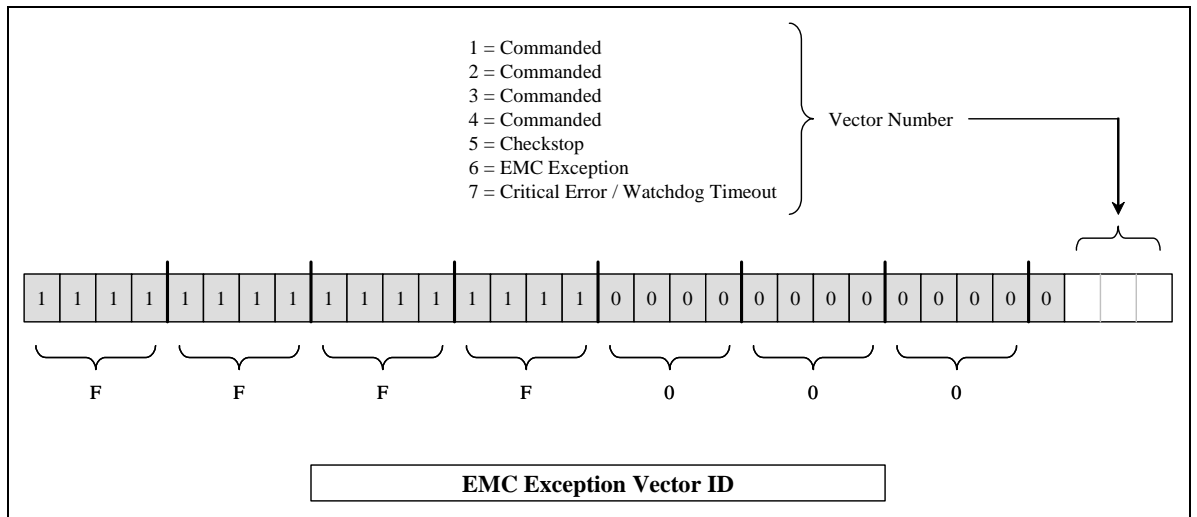 1 = Commanded
2 = Commanded
3 = Commanded
4 = Commanded
5 = Checkstop
6 = EMC Exception
7 = Critical Error / Watchdog Timeout
Vector Number
1 1 1 1 1 1 1 1 1 1 1 1 1 1 1 1 0 0 0 0 0 0 0 0 0 0 0 0 0
F F F F 0 0 0
EMC Exception Vector ID